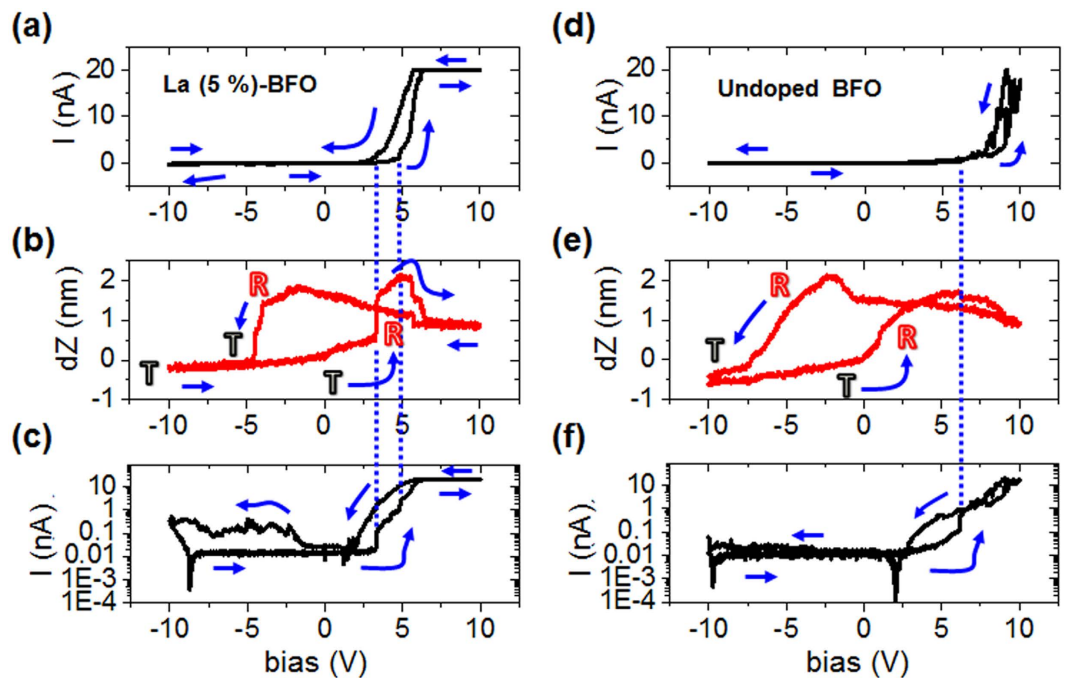 (a)
I (nA)
20
10
0
La (5 %)-BFO
-10 -5 0 5 10
(b)
dZ (nm)
2
1
0
-1
R
T
T
T
R
-10 -5 0 5 10
(c)
I (nA)
10
1
0.1
0.01
1E-3
1E-4
-10 -5 0 5 10
bias (V)
(d)
I (nA)
20
10
0
Undoped BFO
-10 -5 0 5 10
(e)
dZ (nm)
2
1
0
-1
R
T
T
R
-10 -5 0 5 10
(f)
I (nA)
10
1
0.1
0.01
1E-3
1E-4
-10 -5 0 5 10
bias (V)